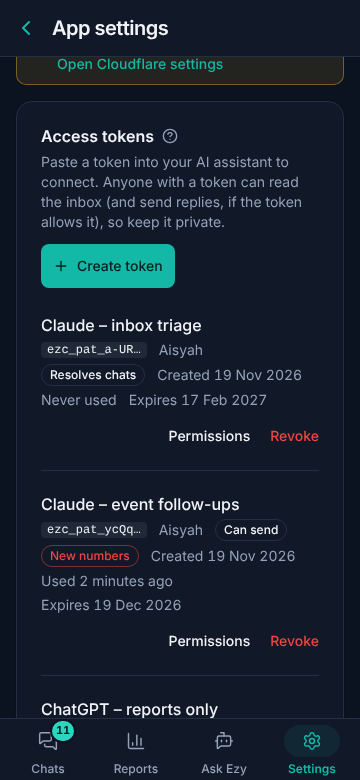 App settings
Open Cloudflare settings
Access tokens
Paste a token into your AI assistant to
connect. Anyone with a token can read
the inbox (and send replies, if the token
allows it), so keep it private.
+ Create token
Claude – inbox triage
ezc_pat_a-UR… Aisyah
Resolves chats Created 19 Nov 2026
Never used Expires 17 Feb 2027
Permissions Revoke
Claude – event follow-ups
ezc_pat_ycQq… Aisyah Can send
New numbers Created 19 Nov 2026
Used 2 minutes ago
Expires 19 Dec 2026
Permissions Revoke
ChatGPT – reports only
11
Chats Reports Ask Ezy Settings